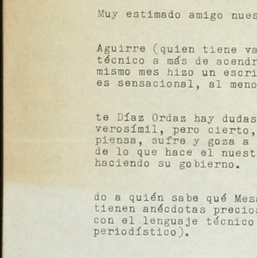 Muy estimado amigo nues
Aguirre (quien tiene va
técnico a más de acendr
mismo mes hizo un escri
es sensacional, al meno
te Díaz Ordaz hay dudas
verosímil, pero cierto,
piensa, sufre y goza a
de lo que hace el nuest
haciendo su gobierno.
do a quién sabe qué Mesa
tienen anécdotas precios
con el lenguaje técnico
periodístico).